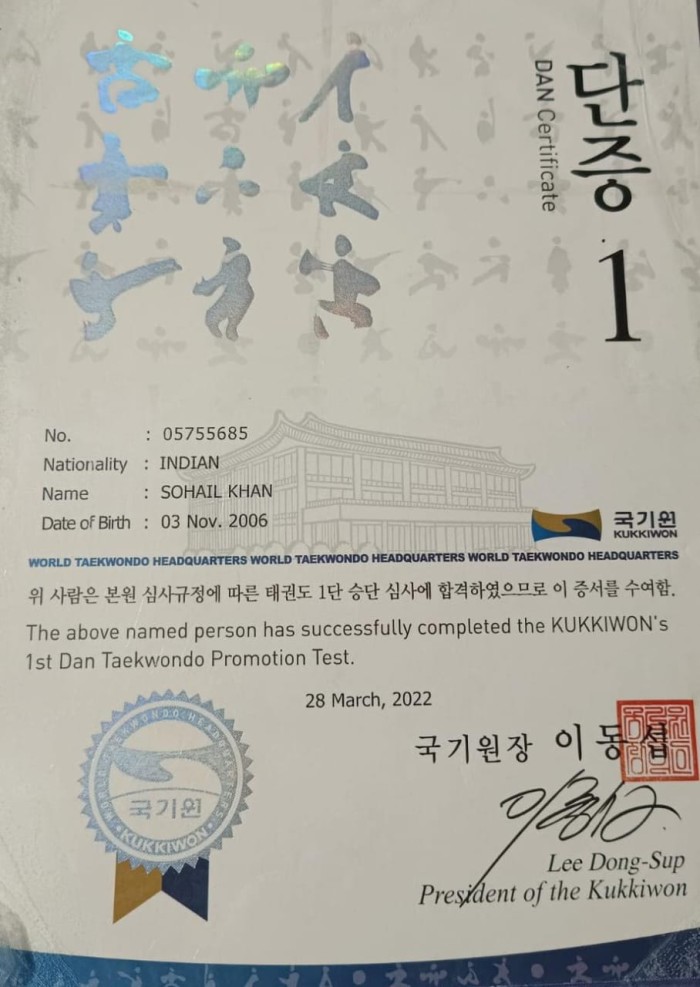 단증
DAN Certificate
1
No. : 05755685
Nationality : INDIAN
Name : SOHAIL KHAN
Date of Birth : 03 Nov. 2006
국기원
KUKKIWON
WORLD TAEKWONDO HEADQUARTERS WORLD TAEKWONDO HEADQUARTERS WORLD TAEKWONDO HEADQUARTERS
위 사람은 본원 심사규정에 따른 태권도 1단 승단 심사에 합격하였으므로 이 증서를 수여함.
The above named person has successfully completed the KUKKIWON's
1st Dan Taekwondo Promotion Test.
28 March, 2022
국기원장 이동섭
WORLD TAEKWONDO HEADQUARTERS
국기원
KUKKIWON
Lee Dong-Sup
President of the Kukkiwon